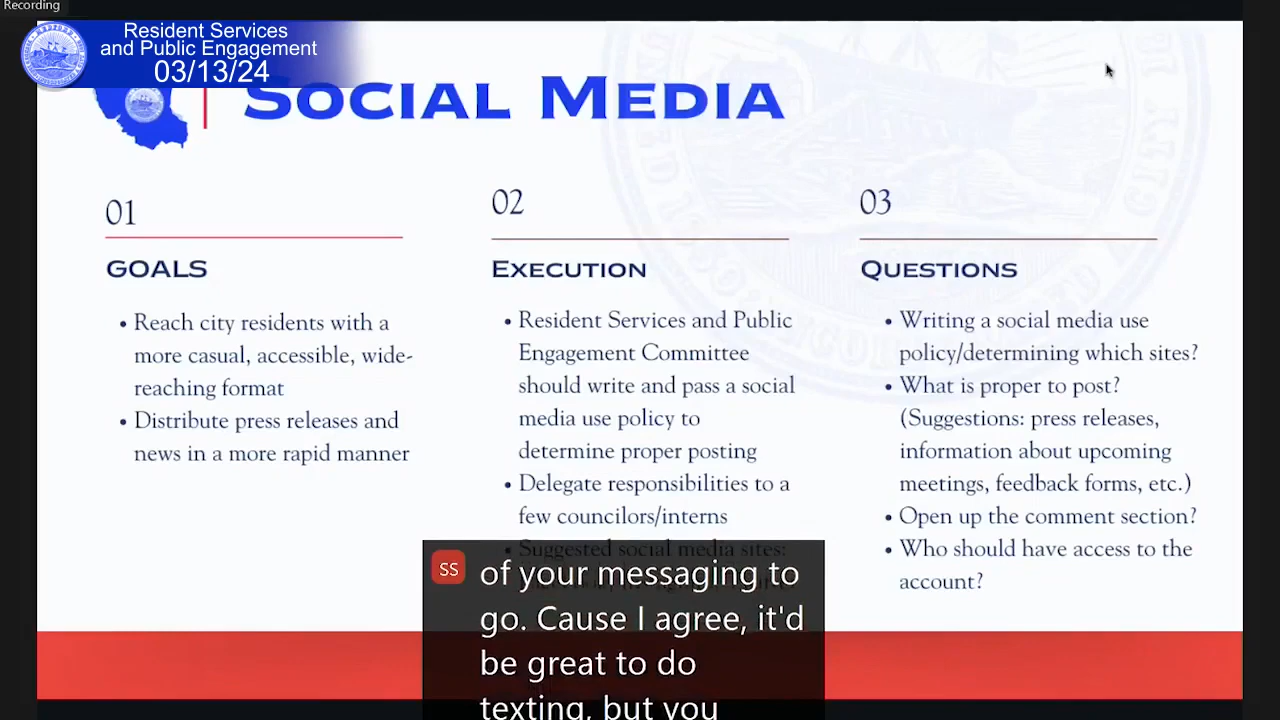 Recording
Resident Services
and Public Engagement
03/13/24
SOCIAL MEDIA
01
GOALS
• Reach city residents with a
more casual, accessible, wide-
reaching format
• Distribute press releases and
news in a more rapid manner
02
EXECUTION
• Resident Services and Public
Engagement Committee
should write and pass a social
media use policy to
determine proper posting
• Delegate responsibilities to a
few councilors/interns
• Suggested social media sites:
03
QUESTIONS
• Writing a social media use
policy/determining which sites?
• What is proper to post?
(Suggestions: press releases,
information about upcoming
meetings, feedback forms, etc.)
• Open up the comment section?
• Who should have access to the
account?
SS
of your messaging to
go. Cause I agree, it'd
be great to do
texting, but you